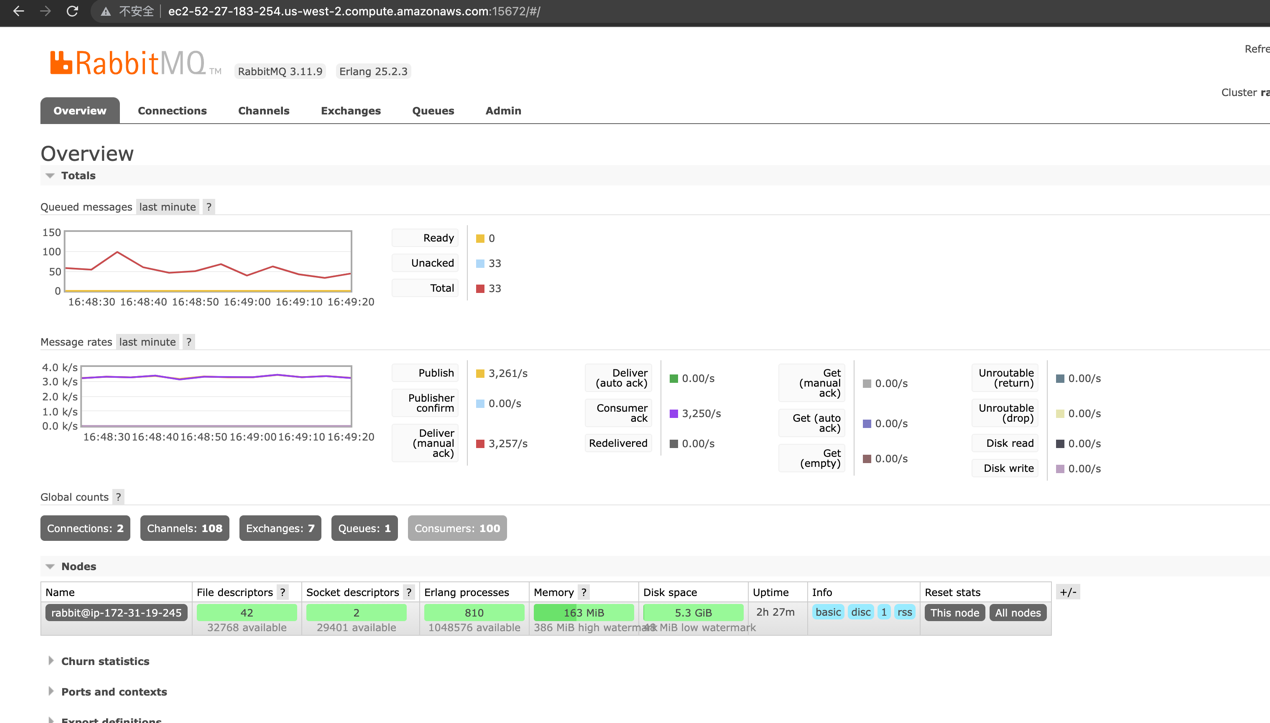 不安全 ec2-52-27-183-254.us-west-2.compute.amazonaws.com:15672/#/
Refre
RabbitMQ TM RabbitMQ 3.11.9 Erlang 25.2.3
Cluster ra
Overview Connections Channels Exchanges Queues Admin
Overview
Totals
Queued messages last minute ?
150
100
50
0
16:48:30 16:48:40 16:48:50 16:49:00 16:49:10 16:49:20
Ready 0
Unacked 33
Total 33
Message rates last minute ?
4.0 k/s
3.0 k/s
2.0 k/s
1.0 k/s
0.0 k/s
16:48:30 16:48:40 16:48:50 16:49:00 16:49:10 16:49:20
Publish 3,261/s
Publisher
confirm 0.00/s
Deliver
(manual 3,257/s
ack)
Deliver
(auto ack) 0.00/s
Consumer
ack 3,250/s
Redelivered 0.00/s
Get
(manual 0.00/s
ack)
Get (auto
ack) 0.00/s
Get
(empty) 0.00/s
Unroutable
(return) 0.00/s
Unroutable
(drop) 0.00/s
Disk read 0.00/s
Disk write 0.00/s
Global counts ?
Connections: 2 Channels: 108 Exchanges: 7 Queues: 1 Consumers: 100
Nodes
Name File descriptors ? Socket descriptors ? Erlang processes Memory ? Disk space Uptime Info Reset stats +/-
rabbit@ip-172-31-19-245 42 2 810 163 MiB 5.3 GiB 2h 27m basic disc 1 rss This node All nodes
32768 available 29401 available 1048576 available 386 MiB high watermark 48 MiB low watermark
Churn statistics
Ports and contexts
Export definitions